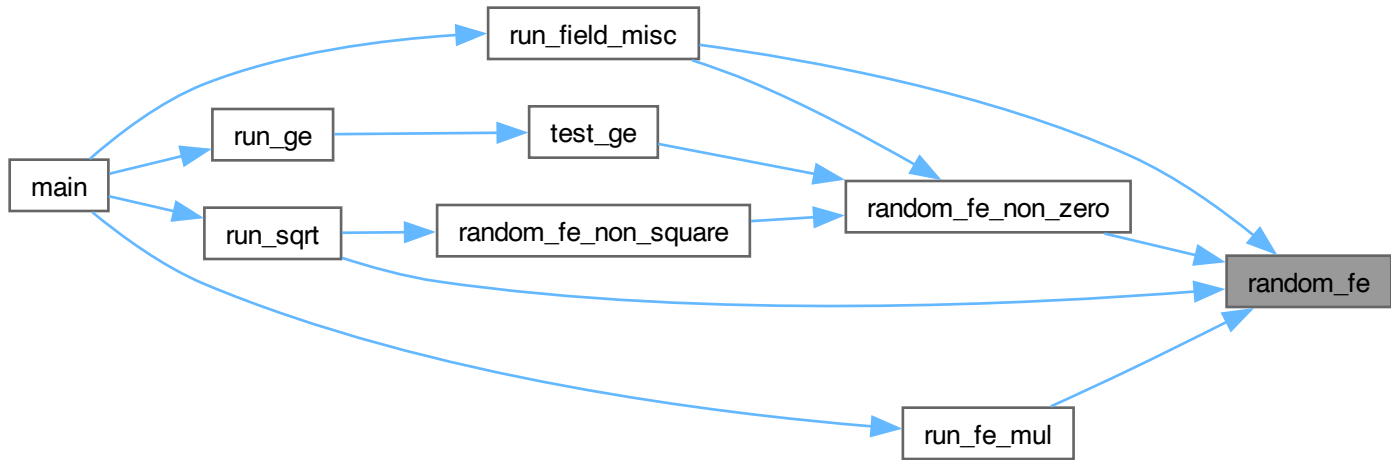 run_field_misc
run_ge
test_ge
main
random_fe_non_zero
run_sqrt
random_fe_non_square
random_fe
run_fe_mul